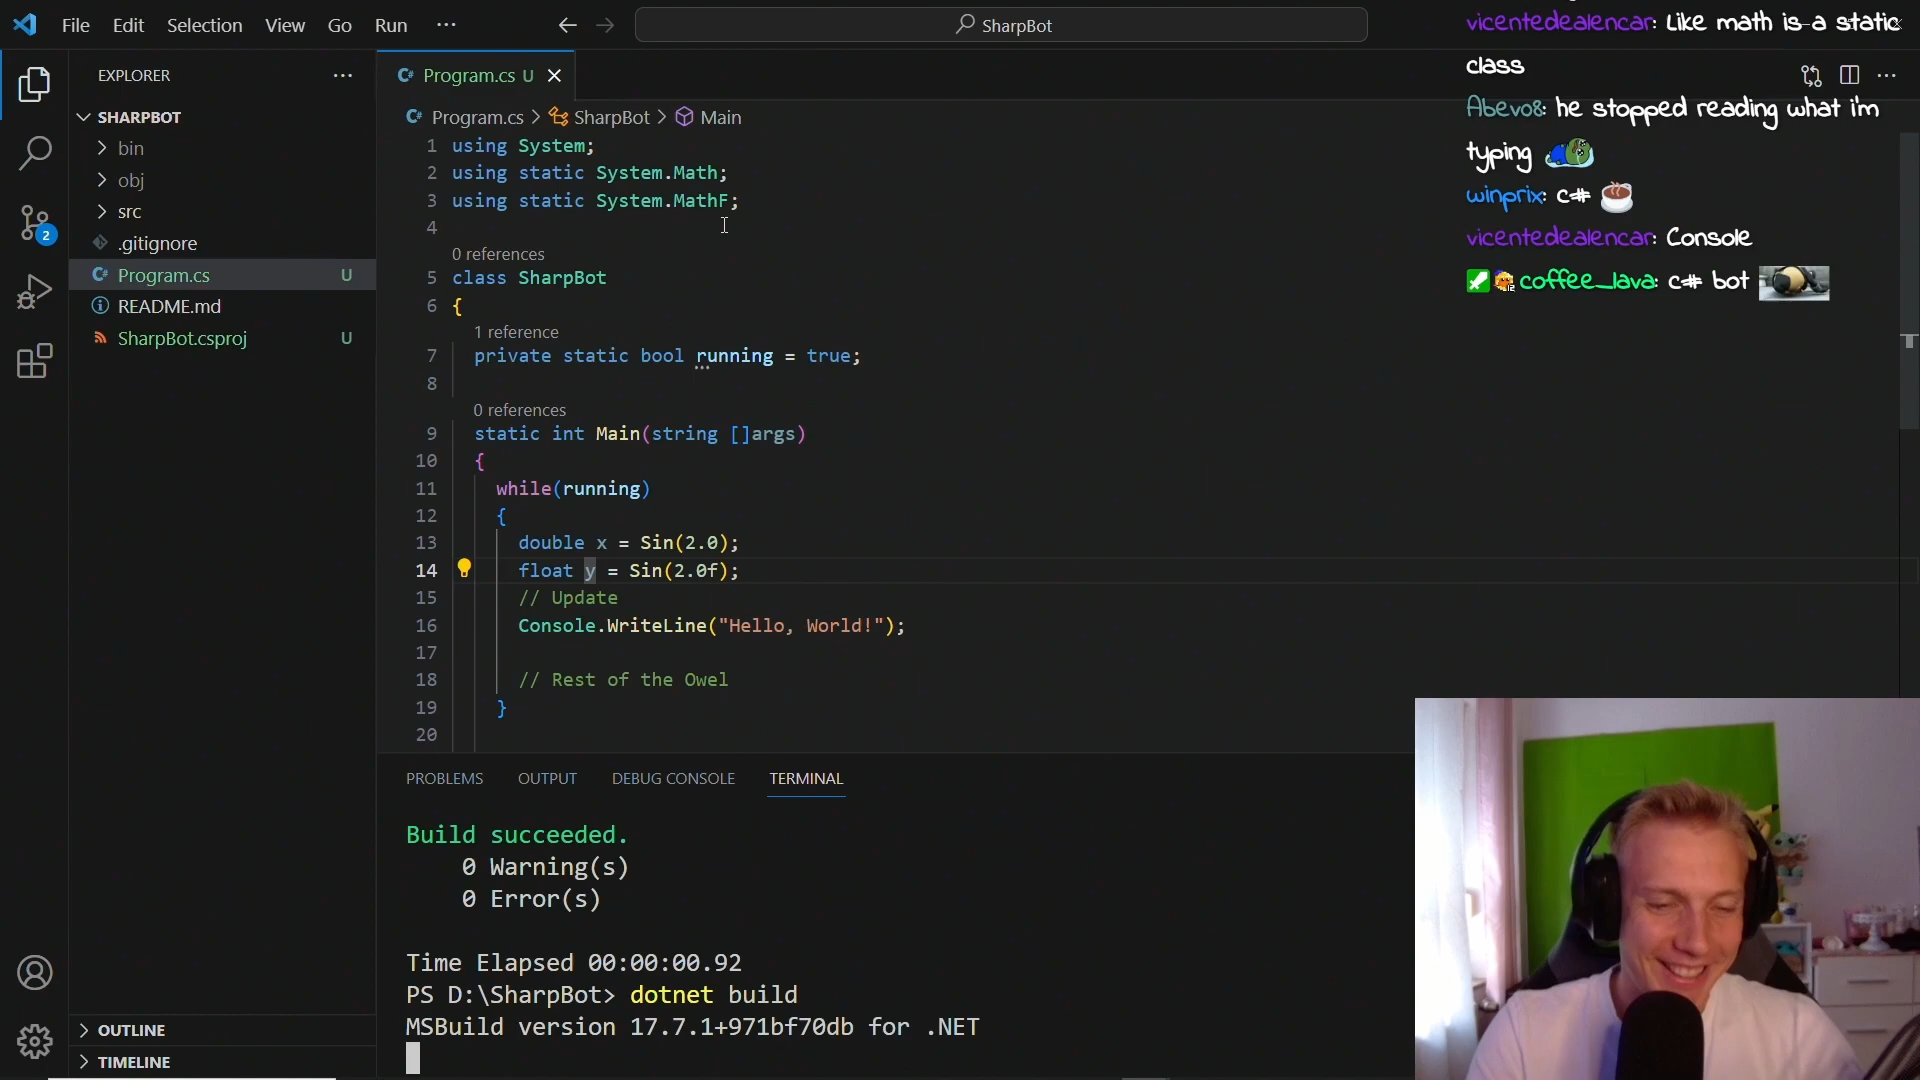 File Edit Selection View Go Run ...
SharpBot
EXPLORER
SHARPBOT
bin
obj
src
.gitignore
Program.cs U
README.md
SharpBot.csproj U
2
OUTLINE
TIMELINE
Program.cs U
Program.cs > SharpBot > Main
1 using System;
2 using static System.Math;
3 using static System.MathF;
4
0 references
5 class SharpBot
6 {
1 reference
7 private static bool running = true;
8
0 references
9 static int Main(string []args)
10 {
11 while(running)
12 {
13 double x = Sin(2.0);
14 float y = Sin(2.0f);
15 // Update
16 Console.WriteLine("Hello, World!");
17
18 // Rest of the Owel
19 }
20
PROBLEMS OUTPUT DEBUG CONSOLE TERMINAL
Build succeeded.
0 Warning(s)
0 Error(s)
Time Elapsed 00:00:00.92
PS D:\SharpBot> dotnet build
MSBuild version 17.7.1+971bf70db for .NET
vicentedealencar: Like math is a static
class
Abevo8: he stopped reading what i'm
typing
winprix: c#
vicentedealencar: Console
coffee_lava: c# bot